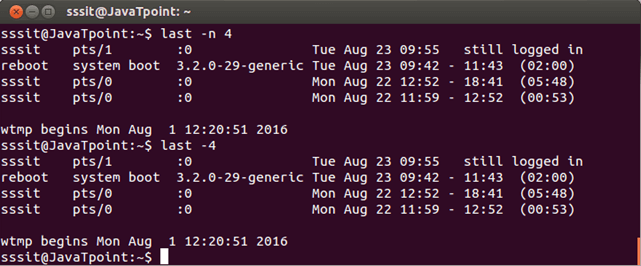 sssit@JavaTpoint: ~
sssit@JavaTpoint:~$ last -n 4
sssit    pts/1        :0               Tue Aug 23 09:55   still logged in
reboot   system boot  3.2.0-29-generic Tue Aug 23 09:42 - 11:43  (02:00)
sssit    pts/0        :0               Mon Aug 22 12:52 - 18:41  (05:48)
sssit    pts/0        :0               Mon Aug 22 11:59 - 12:52  (00:53)

wtmp begins Mon Aug  1 12:20:51 2016
sssit@JavaTpoint:~$ last -4
sssit    pts/1        :0               Tue Aug 23 09:55   still logged in
reboot   system boot  3.2.0-29-generic Tue Aug 23 09:42 - 11:43  (02:00)
sssit    pts/0        :0               Mon Aug 22 12:52 - 18:41  (05:48)
sssit    pts/0        :0               Mon Aug 22 11:59 - 12:52  (00:53)

wtmp begins Mon Aug  1 12:20:51 2016
sssit@JavaTpoint:~$